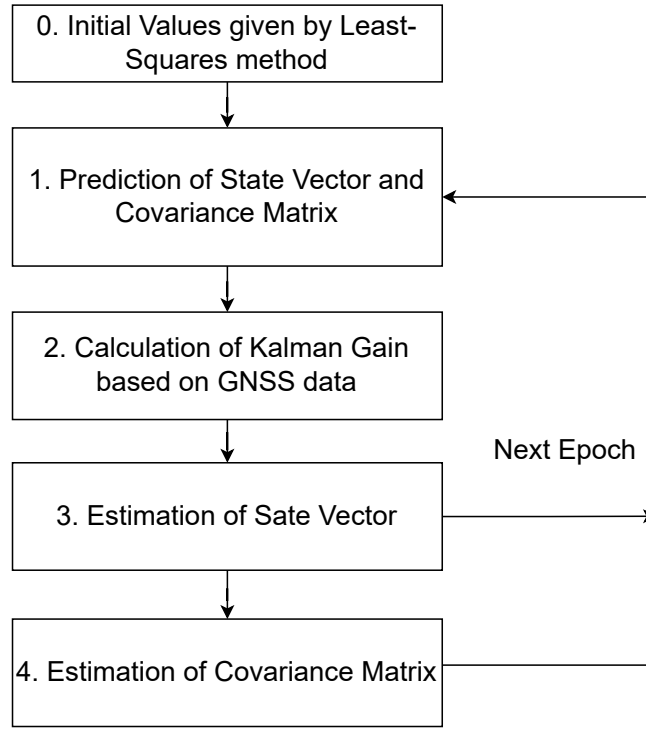 0. Initial Values given by Least-
Squares method
1. Prediction of State Vector and
Covariance Matrix
2. Calculation of Kalman Gain
based on GNSS data
Next Epoch
3. Estimation of Sate Vector
4. Estimation of Covariance Matrix